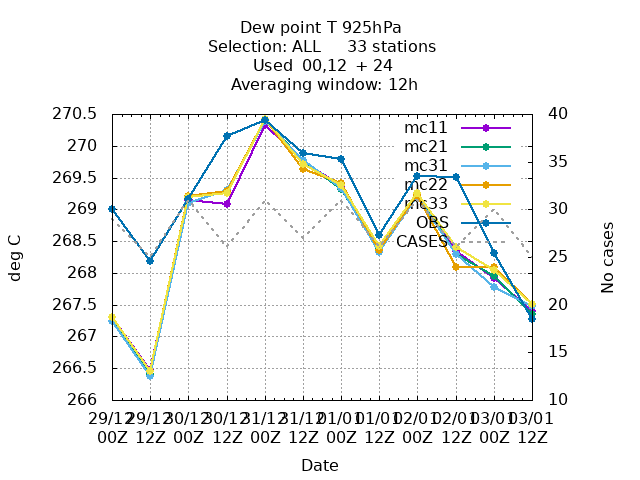 Dew point T 925hPa
Selection: ALL 33 stations
Used 00,12 + 24
Averaging window: 12h
270.5
270
269.5
269
268.5
268
267.5
267
266.5
266
40
35
30
25
20
15
10
deg C
No cases
mc11
mc21
mc31
mc22
mc33
OBS
CASES
29/12 29/12 30/12 30/12 31/12 31/12 01/01 01/01 02/01 02/01 03/01 03/01
00Z 12Z 00Z 12Z 00Z 12Z 00Z 12Z 00Z 12Z 00Z 12Z
Date